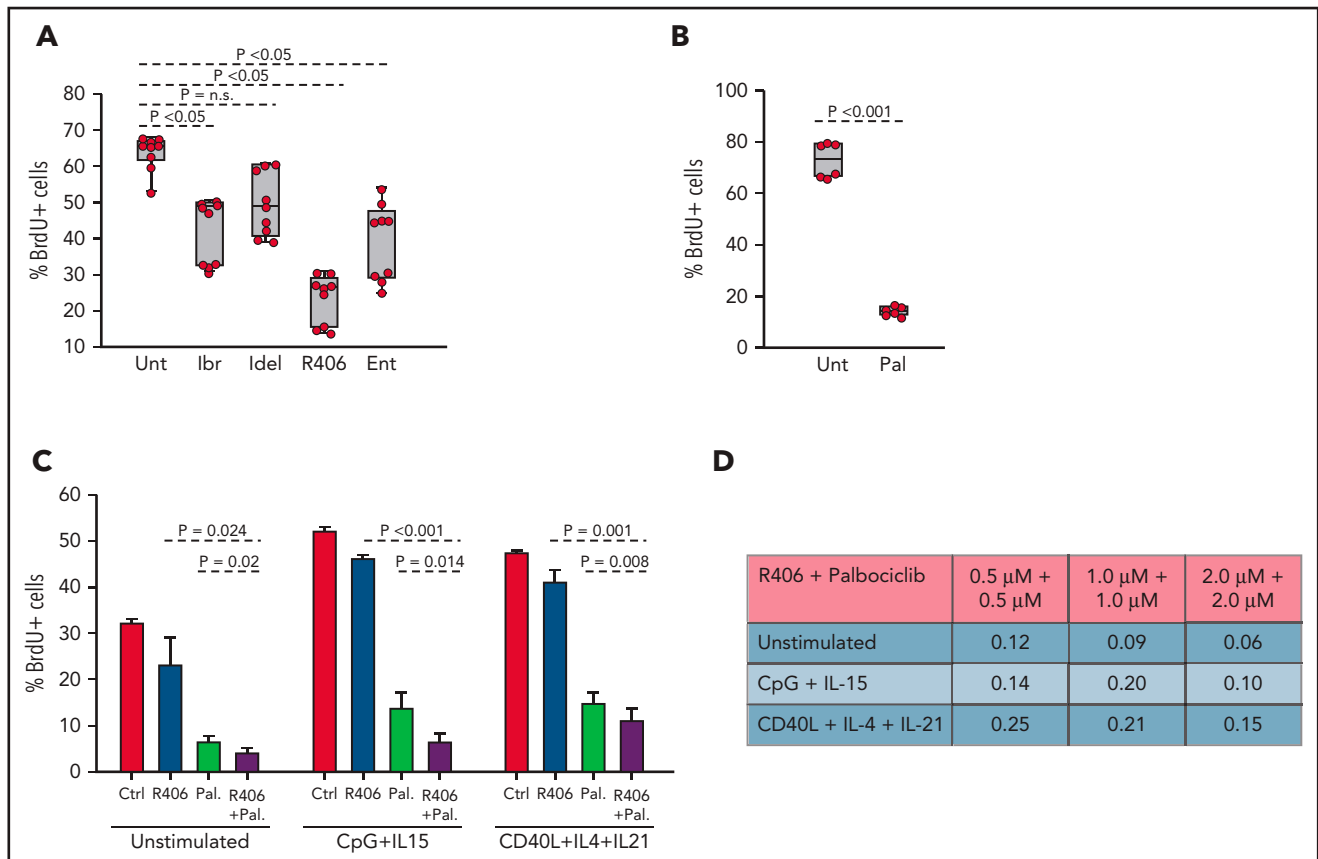 A
P <0.05
P <0.05
P = n.s.
P <0.05
% BrdU+ cells
80
70
60
50
40
30
20
10
Unt Ibr Idel R406 Ent
B
P <0.001
% BrdU+ cells
100
80
60
40
20
0
Unt Pal
C
% BrdU+ cells
60
50
40
30
20
10
0
P = 0.024
P = 0.02
P <0.001
P = 0.014
P = 0.001
P = 0.008
Ctrl R406 Pal. R406
+Pal.
Unstimulated
Ctrl R406 Pal. R406
+Pal.
CpG+IL15
Ctrl R406 Pal. R406
+Pal.
CD40L+IL4+IL21
D
R406 + Palbociclib 0.5 µM + 1.0 µM + 2.0 µM +
0.5 µM 1.0 µM 2.0 µM
Unstimulated 0.12 0.09 0.06
CpG + IL-15 0.14 0.20 0.10
CD40L + IL-4 + IL-21 0.25 0.21 0.15